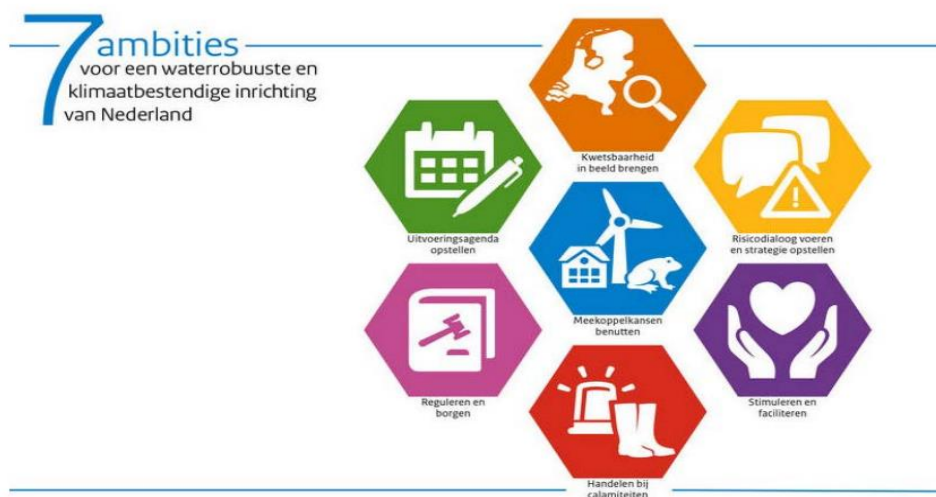 7 ambities
voor een waterrobuuste en
klimaatbestendige inrichting
van Nederland
Kwetsbaarheid
in beeld brengen
Uitvoeringsagenda
opstellen
Risicodialoog voeren
en strategie opstellen
Meekoppelkansen
benutten
Reguleren en
borgen
Stimuleren en
faciliteren
Handelen bij
calamiteiten